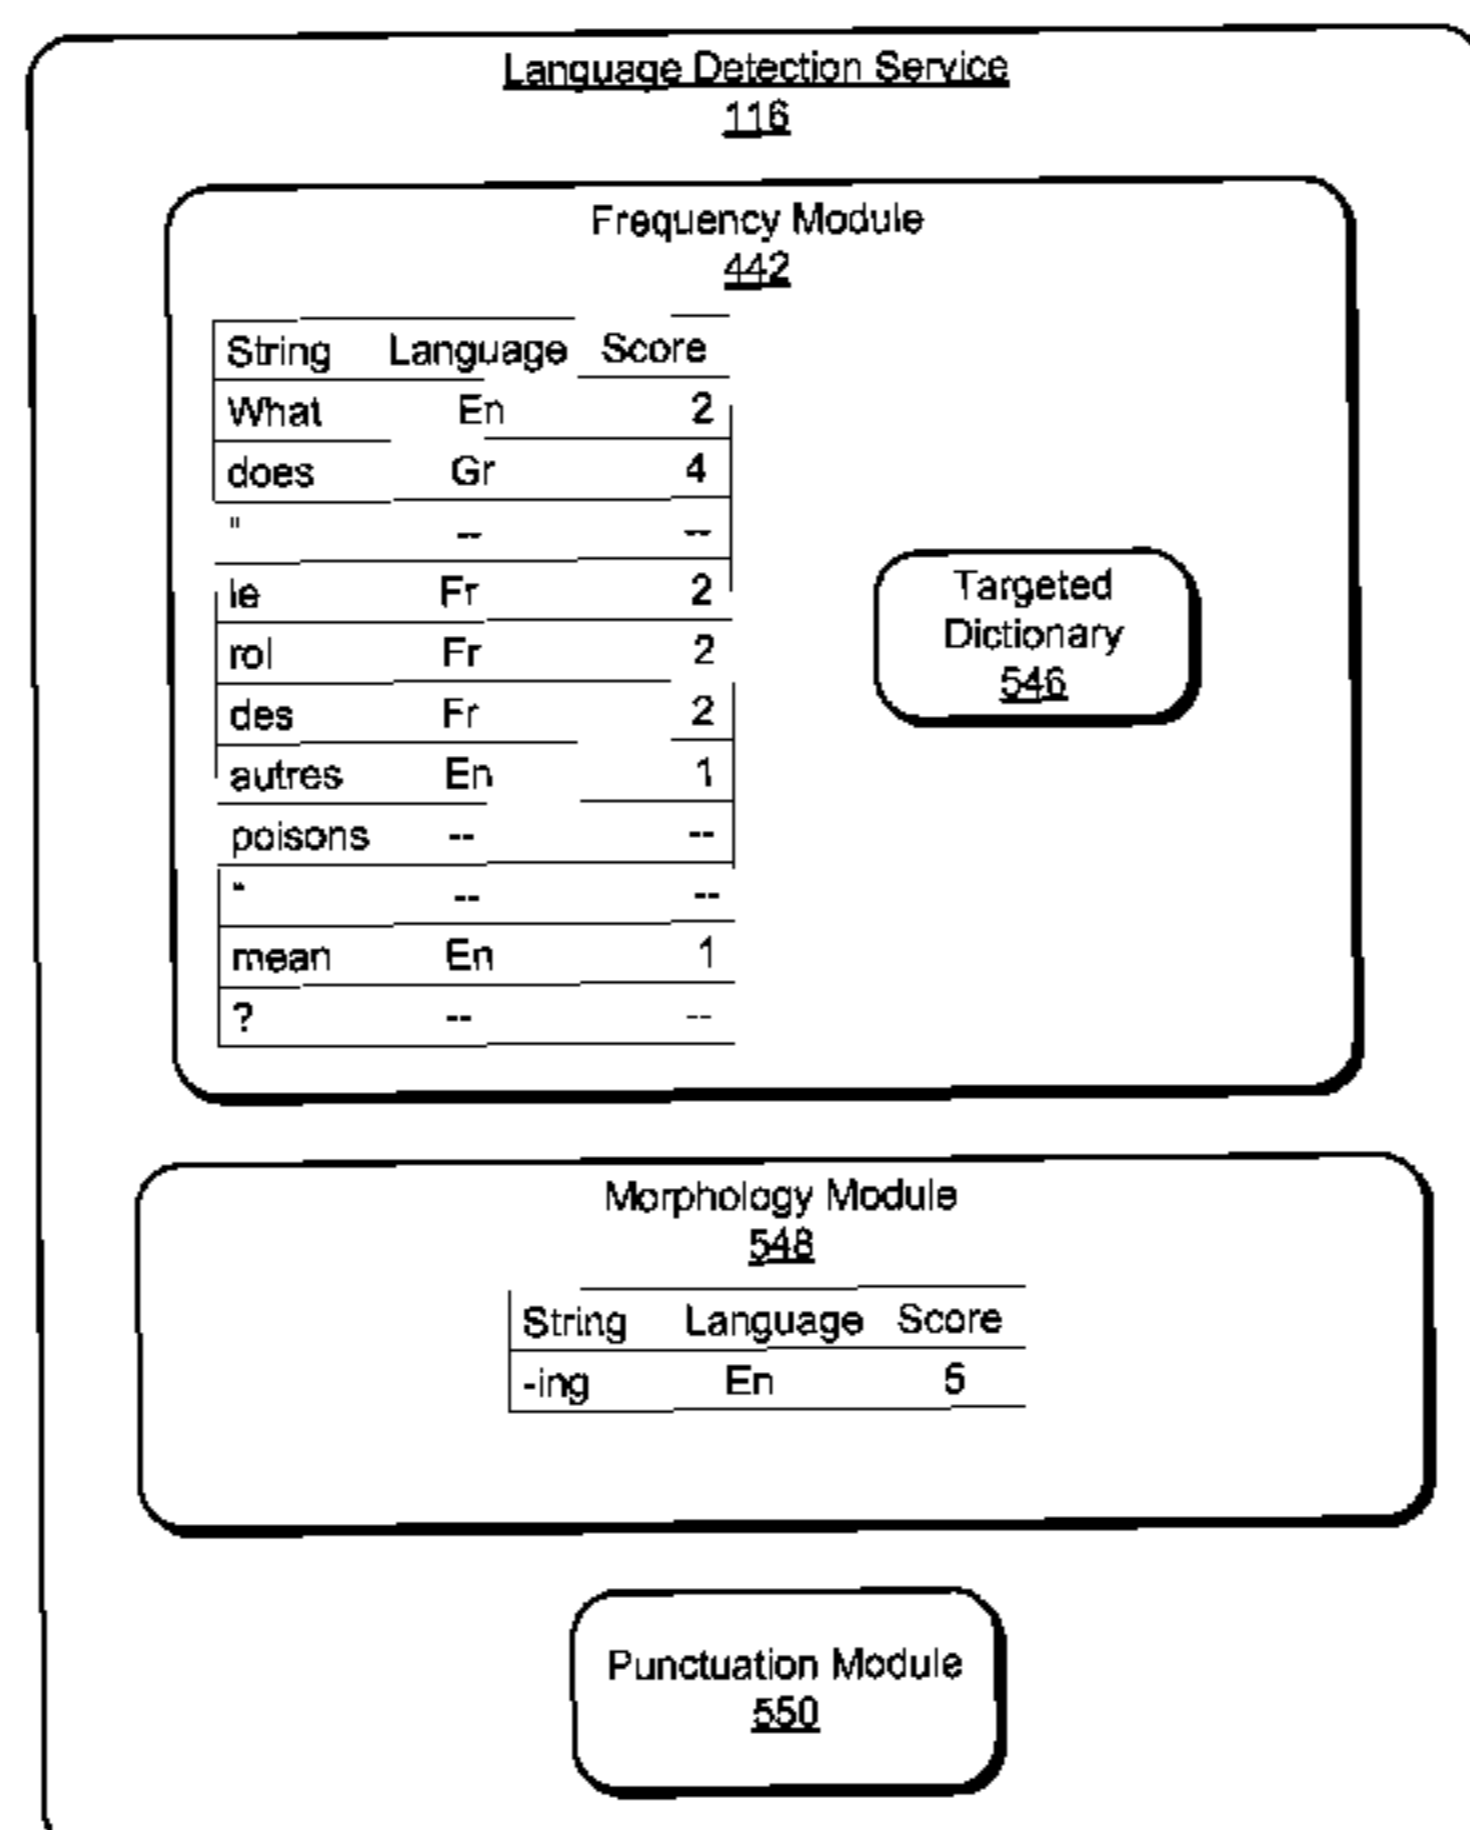 Language Detection Service
116
Frequency Module
442
String Language Score
What En 2
does Gr 4
" -- --
le Fr 2
rol Fr 2
des Fr 2
autres En 1
poisons -- --
" -- --
mean En 1
? -- --
Targeted
Dictionary
546
Morphology Module
548
String Language Score
-ing En 5
Punctuation Module
550